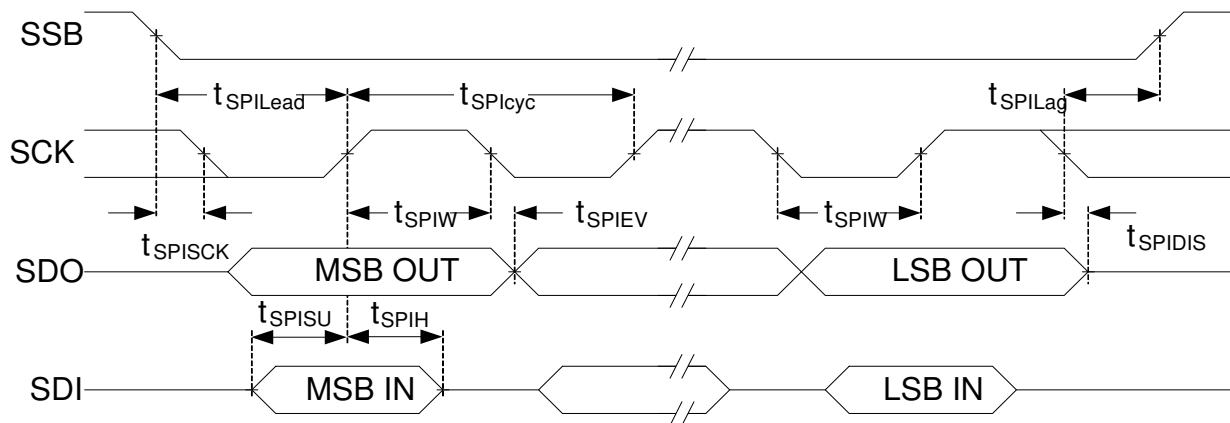 SSB
tSPILead
tSPIcyc
tSPILag
SCK
tSPIW
tSPIEV
tSPIW
tSPISCK
tSPIDIS
SDO
MSB OUT
LSB OUT
tSPISU
tSPIH
SDI
MSB IN
LSB IN